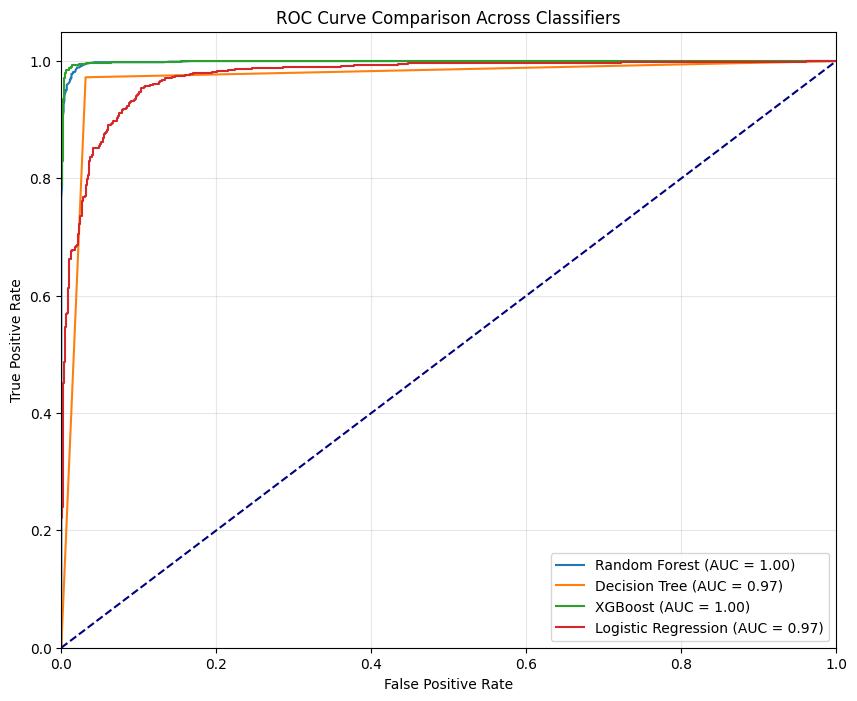 ROC Curve Comparison Across Classifiers
1.0
0.8
0.6
0.4
0.2
0.0
True Positive Rate
0.0
0.2
0.4
0.6
0.8
1.0
False Positive Rate
Random Forest (AUC = 1.00)
Decision Tree (AUC = 0.97)
XGBoost (AUC = 1.00)
Logistic Regression (AUC = 0.97)